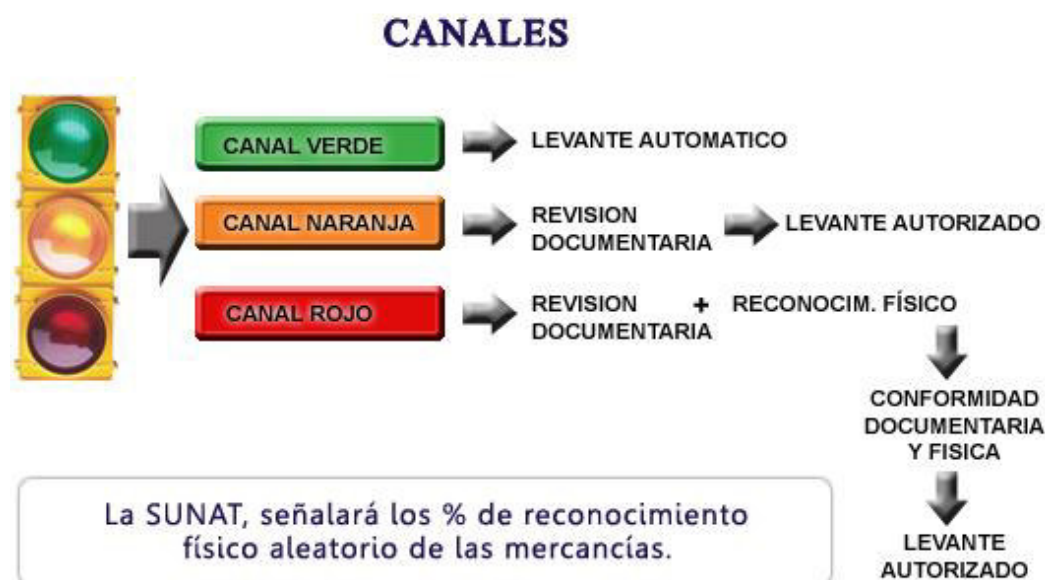 CANALES
CANAL VERDE
LEVANTE AUTOMATICO
CANAL NARANJA
REVISION
DOCUMENTARIA
LEVANTE AUTORIZADO
CANAL ROJO
REVISION
DOCUMENTARIA
+
RECONOCIM. FÍSICO
CONFORMIDAD
DOCUMENTARIA
Y FISICA
LEVANTE
AUTORIZADO
La SUNAT, señalará los % de reconocimiento
físico aleatorio de las mercancías.